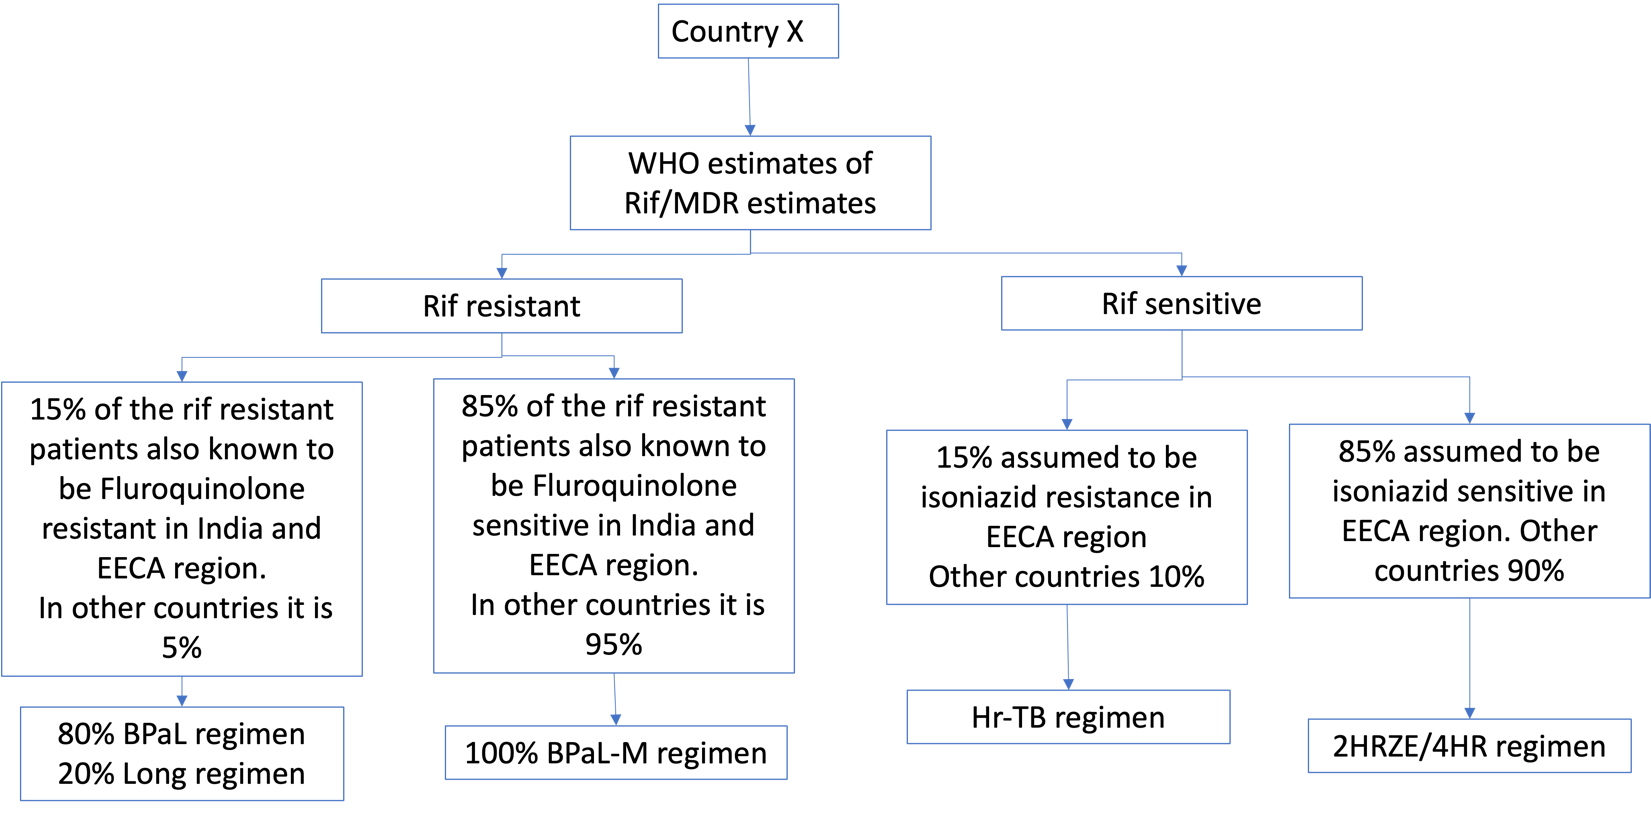 Country X
WHO estimates of
Rif/MDR estimates
Rif resistant
Rif sensitive
15% of the rif resistant
patients also known to
be Fluroquinolone
resistant in India and
EECA region.
In other countries it is
5%
85% of the rif resistant
patients also known to
be Fluroquinolone
sensitive in India and
EECA region.
In other countries it is
95%
15% assumed to be
isoniazid resistance in
EECA region
Other countries 10%
85% assumed to be
isoniazid sensitive in
EECA region. Other
countries 90%
80% BPaL regimen
20% Long regimen
100% BPaL-M regimen
Hr-TB regimen
2HRZE/4HR regimen